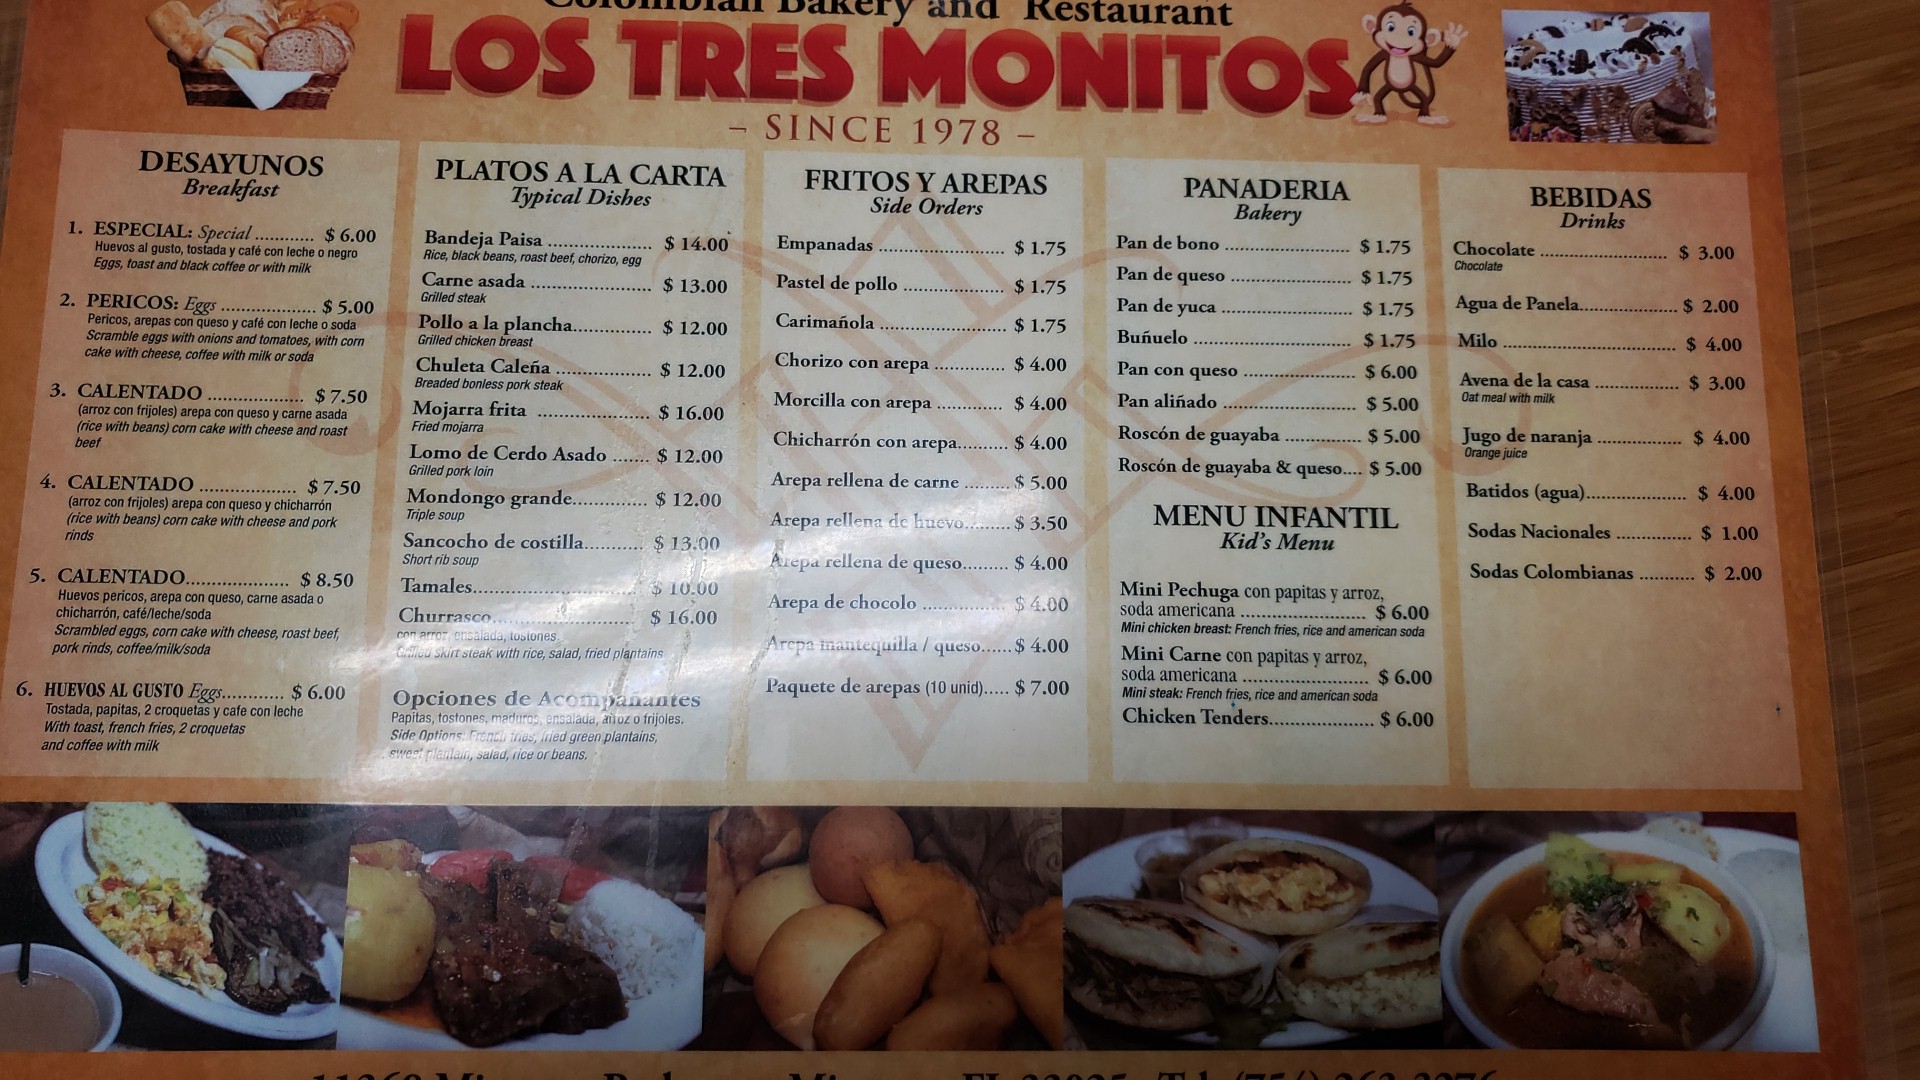 Colombian Bakery and Restaurant
LOS TRES MONITOS
- SINCE 1978 -
DESAYUNOS
Breakfast
1. ESPECIAL: Special ............ $ 6.00
Huevos al gusto, tostada y café con leche o negro
Eggs, toast and black coffee or with milk
2. PERICOS: Eggs .................. $ 5.00
Pericos, arepas con queso y café con leche o soda
Scramble eggs with onions and tomatoes, with corn
cake with cheese, coffee with milk or soda
3. CALENTADO ................... $ 7.50
(arroz con frijoles) arepa con queso y carne asada
(rice with beans) corn cake with cheese and roast
beef
4. CALENTADO ................... $ 7.50
(arroz con frijoles) arepa con queso y chicharrón
(rice with beans) corn cake with cheese and pork
rinds
5. CALENTADO.................... $ 8.50
Huevos pericos, arepa con queso, carne asada o
chicharrón, café/leche/soda
Scrambled eggs, corn cake with cheese, roast beef,
pork rinds, coffee/milk/soda
6. HUEVOS AL GUSTO Eggs............ $ 6.00
Tostada, papitas, 2 croquetas y cafe con leche
With toast, french fries, 2 croquetas
and coffee with milk
PLATOS A LA CARTA
Typical Dishes
Bandeja Paisa .................... $ 14.00
Rice, black beans, roast beef, chorizo, egg
Carne asada ....................... $ 13.00
Grilled steak
Pollo a la plancha............... $ 12.00
Grilled chicken breast
Chuleta Caleña .................. $ 12.00
Breaded bonless pork steak
Mojarra frita ..................... $ 16.00
Fried mojarra
Lomo de Cerdo Asado ....... $ 12.00
Grilled pork loin
Mondongo grande.............. $ 12.00
Triple soup
Sancocho de costilla........... $ 13.00
Short rib soup
Tamales............................... $ 10.00
Churrasco........................... $ 16.00
con arroz, ensalada, tostones.
Grilled skirt steak with rice, salad, fried plantains
Opciones de Acompañantes
Papitas, tostones, maduros, ensalada, arroz o frijoles.
Side Options: French fries, fried green plantains,
sweet plantain, salad, rice or beans.
FRITOS Y AREPAS
Side Orders
Empanadas ........................ $ 1.75
Pastel de pollo ................... $ 1.75
Carimañola ........................ $ 1.75
Chorizo con arepa ............. $ 4.00
Morcilla con arepa ............ $ 4.00
Chicharrón con arepa......... $ 4.00
Arepa rellena de carne ........ $ 5.00
Arepa rellena de huevo........ $ 3.50
Arepa rellena de queso........ $ 4.00
Arepa de chocolo ............... $ 4.00
Arepa mantequilla / queso...... $ 4.00
Paquete de arepas (10 unid)..... $ 7.00
PANADERIA
Bakery
Pan de bono ........................ $ 1.75
Pan de queso ....................... $ 1.75
Pan de yuca ......................... $ 1.75
Buñuelo .............................. $ 1.75
Pan con queso ..................... $ 6.00
Pan aliñado ......................... $ 5.00
Roscón de guayaba .............. $ 5.00
Roscón de guayaba & queso.... $ 5.00
MENU INFANTIL
Kid's Menu
Mini Pechuga con papitas y arroz,
soda americana ........................ $ 6.00
Mini chicken breast: French fries, rice and american soda
Mini Carne con papitas y arroz,
soda americana ........................ $ 6.00
Mini steak: French fries, rice and american soda
Chicken Tenders.................... $ 6.00
BEBIDAS
Drinks
Chocolate ........................ $ 3.00
Chocolate
Agua de Panela................... $ 2.00
Milo ................................. $ 4.00
Avena de la casa ................ $ 3.00
Oat meal with milk
Jugo de naranja ................ $ 4.00
Orange juice
Batidos (agua)................... $ 4.00
Sodas Nacionales .............. $ 1.00
Sodas Colombianas .......... $ 2.00